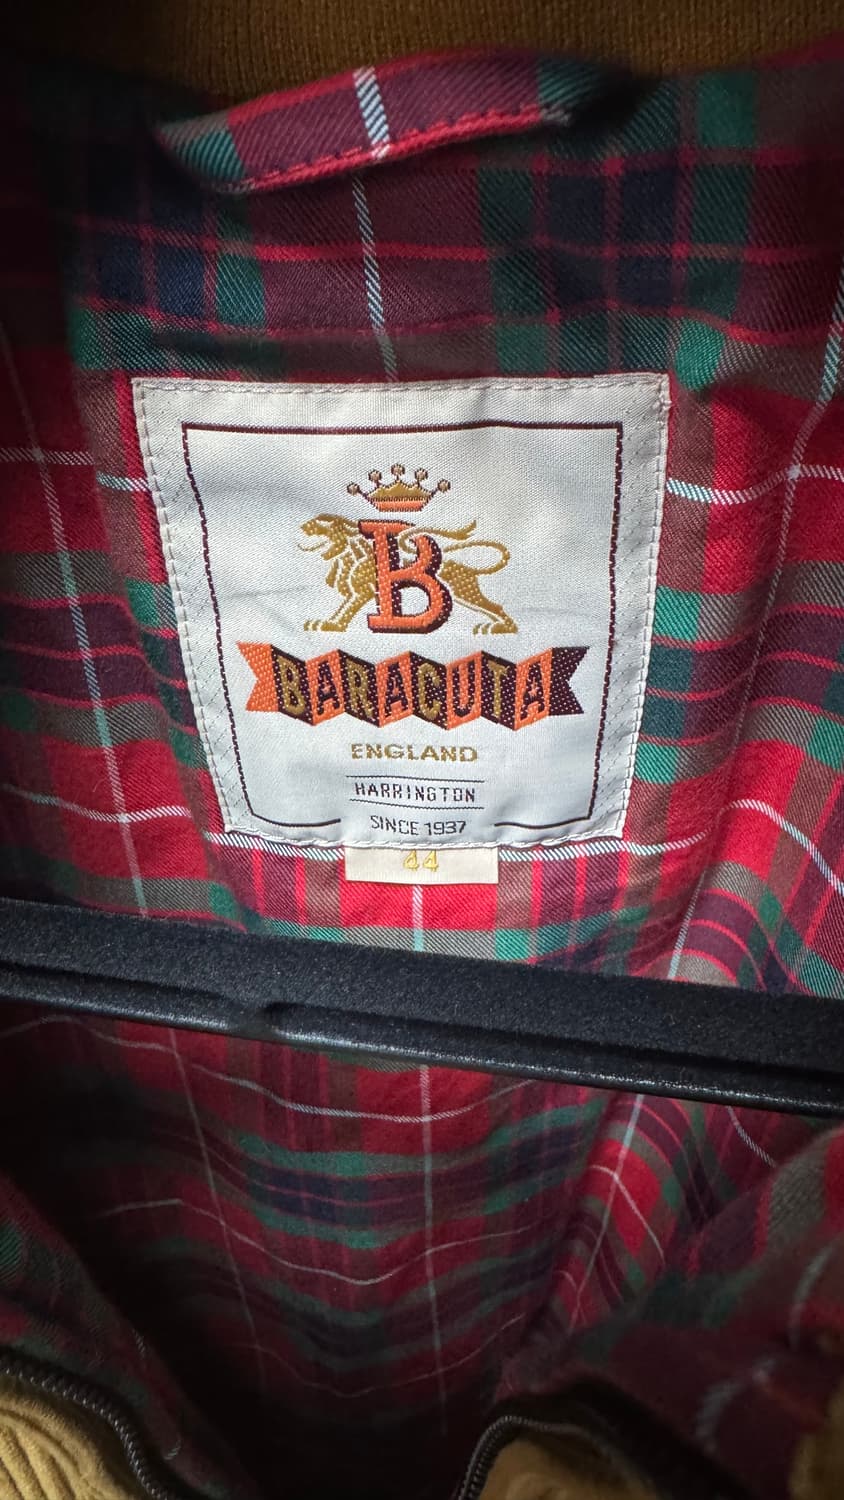 B
BARACUTA
ENGLAND
HARRINGTON
SINCE 1937
44